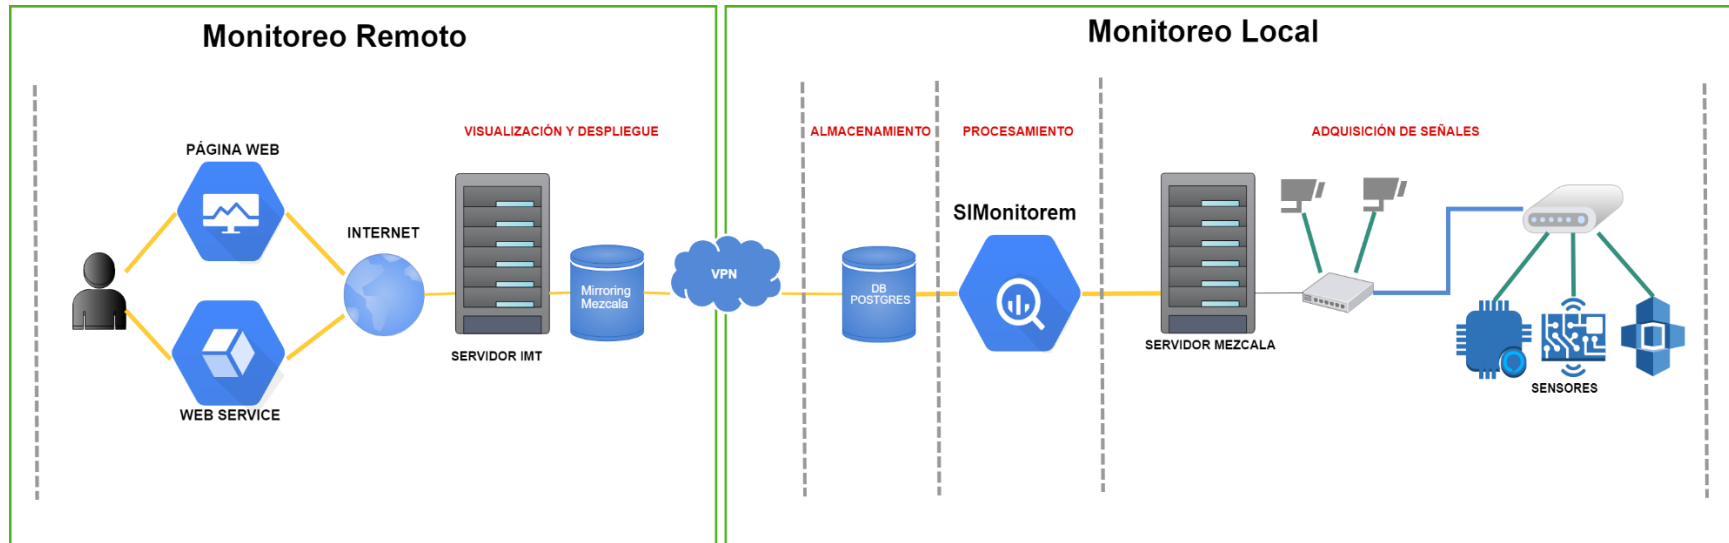 Monitoreo Remoto
VISUALIZACIÓN Y DESPLIEGUE
PÁGINA WEB
INTERNET
Mirroring
Mezcala
SERVIDOR IMT
WEB SERVICE
VPN
Monitoreo Local
ALMACENAMIENTO
PROCESAMIENTO
ADQUISICIÓN DE SEÑALES
SIMonitorem
DB
POSTGRES
SERVIDOR MEZCALA
SENSORES